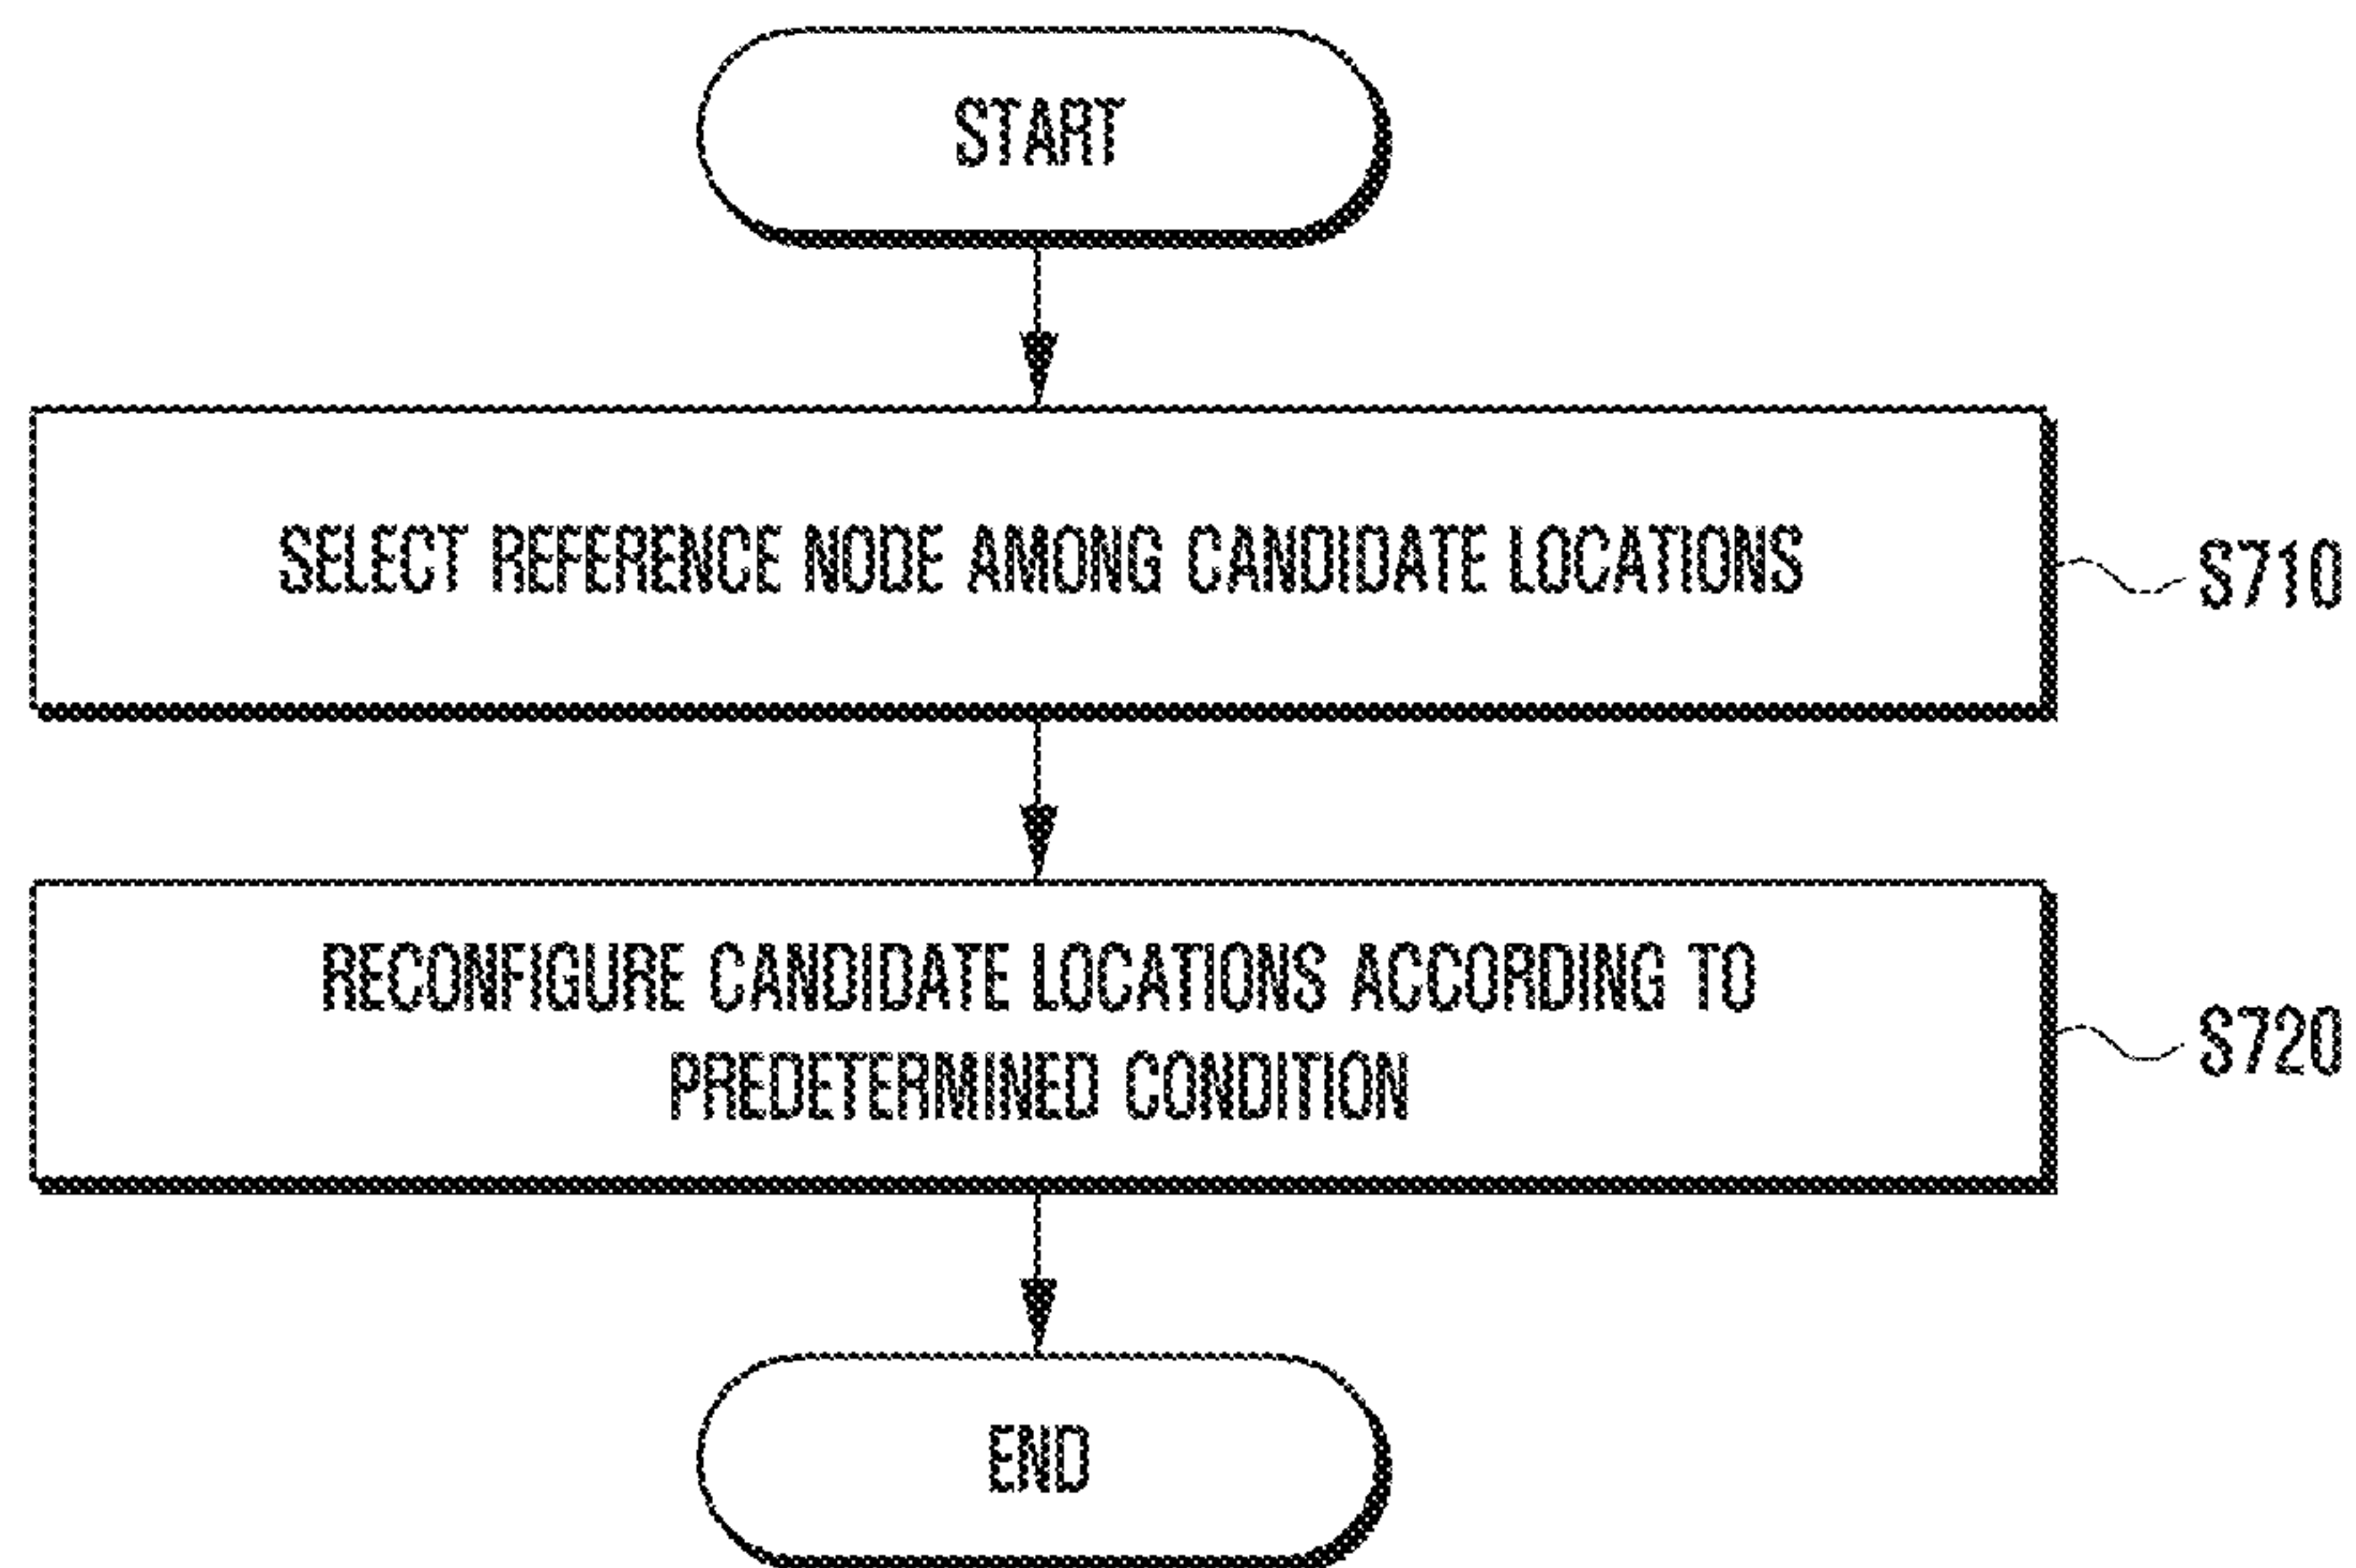 START
SELECT REFERENCE NODE AMONG CANDIDATE LOCATIONS
S710
RECONFIGURE CANDIDATE LOCATIONS ACCORDING TO
PREDETERMINED CONDITION
S720
END